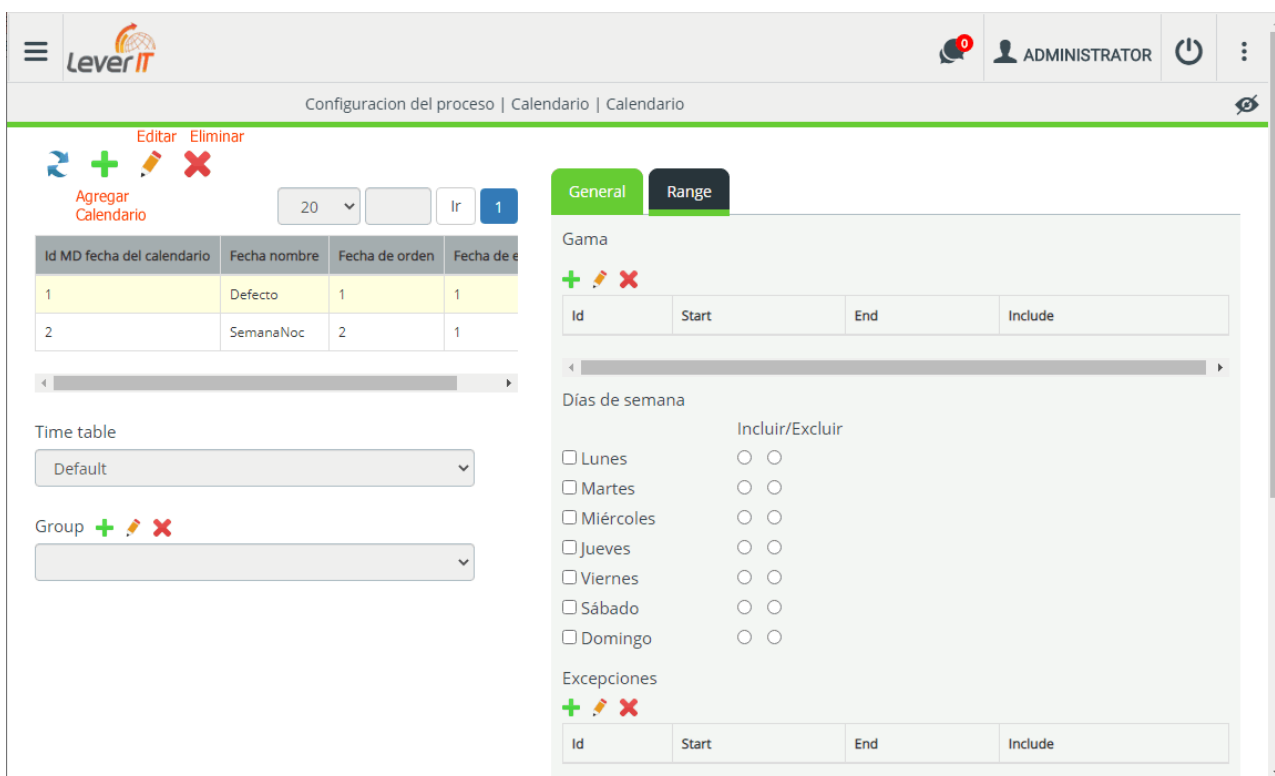 LeverIT
0
ADMINISTRATOR
Configuracion del proceso | Calendario | Calendario
Editar Eliminar
Agregar
Calendario
20
Ir
1
Id MD fecha del calendario Fecha nombre Fecha de orden Fecha de e
1 Defecto 1 1
2 SemanaNoc 2 1
Time table
Default
Group
General Range
Gama
Id Start End Include
Días de semana
Incluir/Excluir
Lunes
Martes
Miércoles
Jueves
Viernes
Sábado
Domingo
Excepciones
Id Start End Include